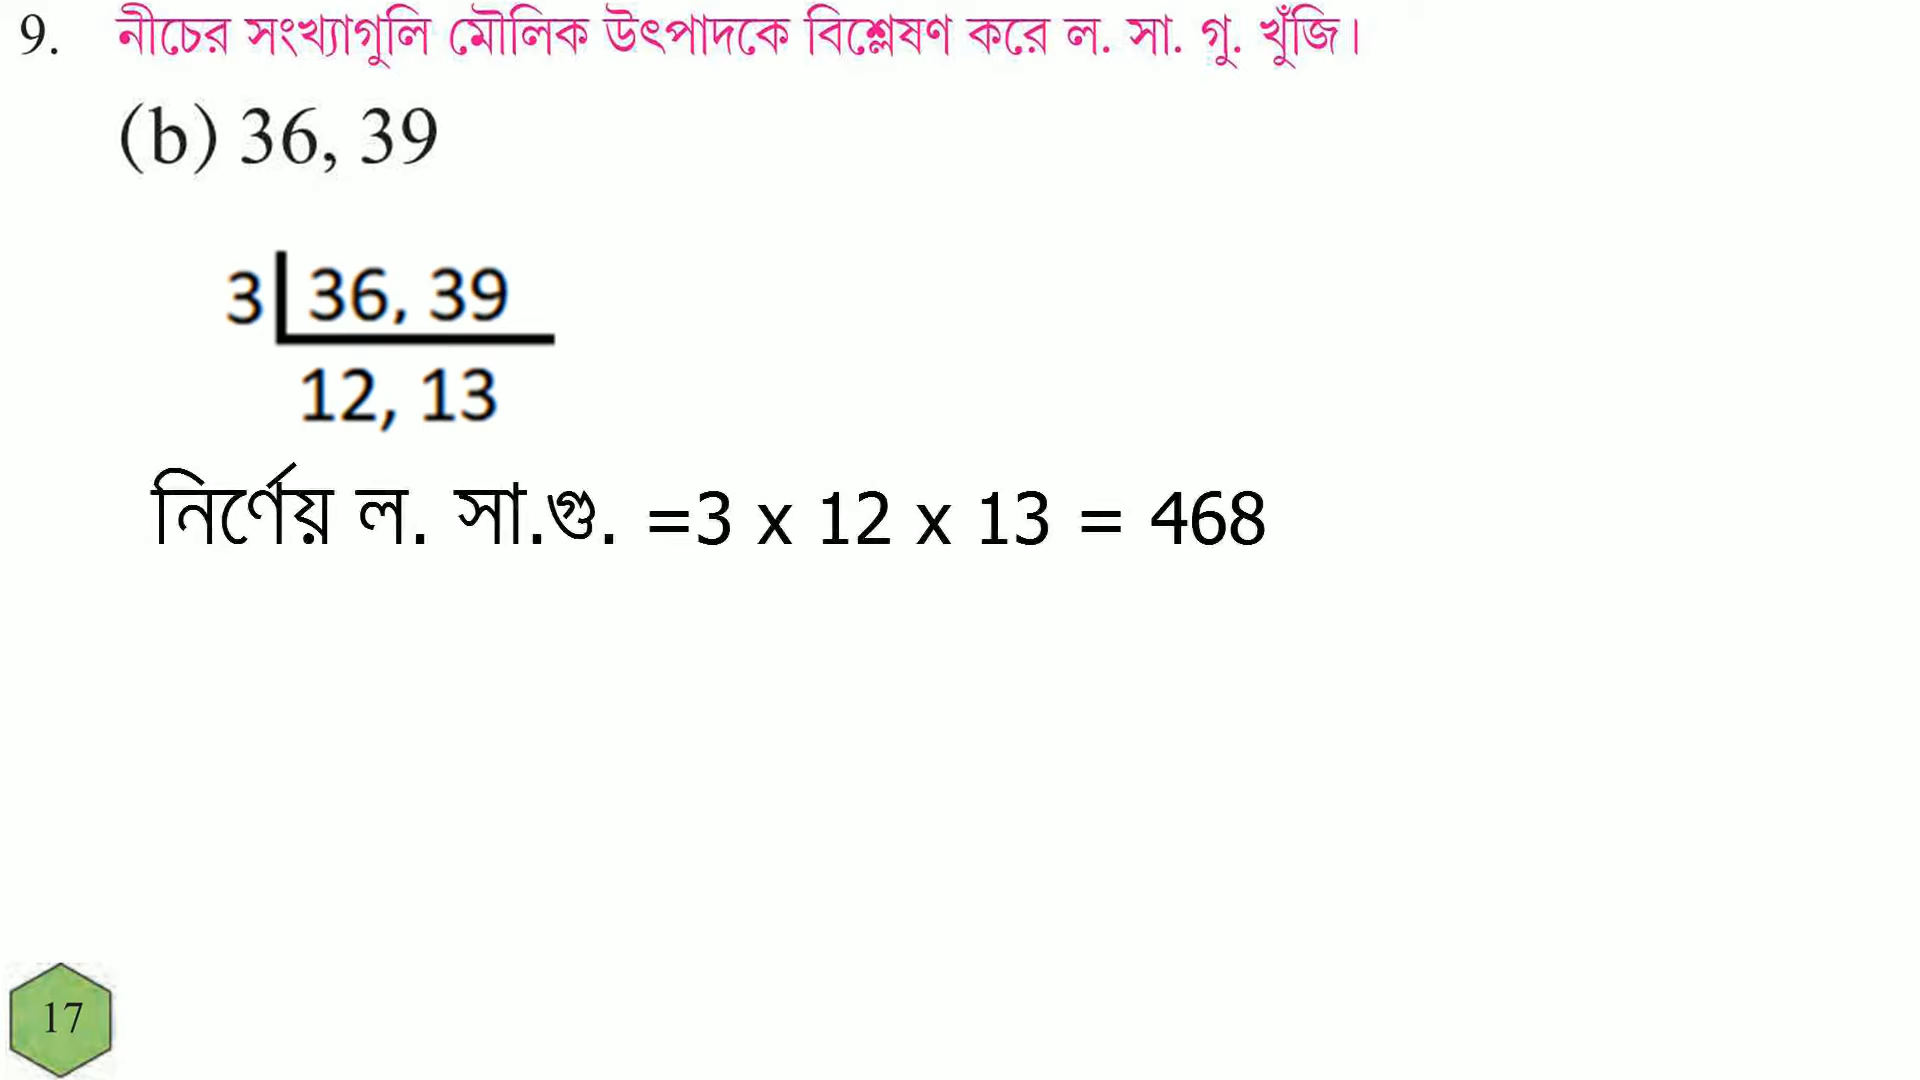 9. নীচের সংখ্যাগুলি মৌলিক উৎপাদকে বিশ্লেষণ করে ল. সা. গু. খুঁজি।
(b) 36, 39
3 36, 39
12, 13
নির্ণেয় ল. সা.গু. =3 x 12 x 13 = 468
17